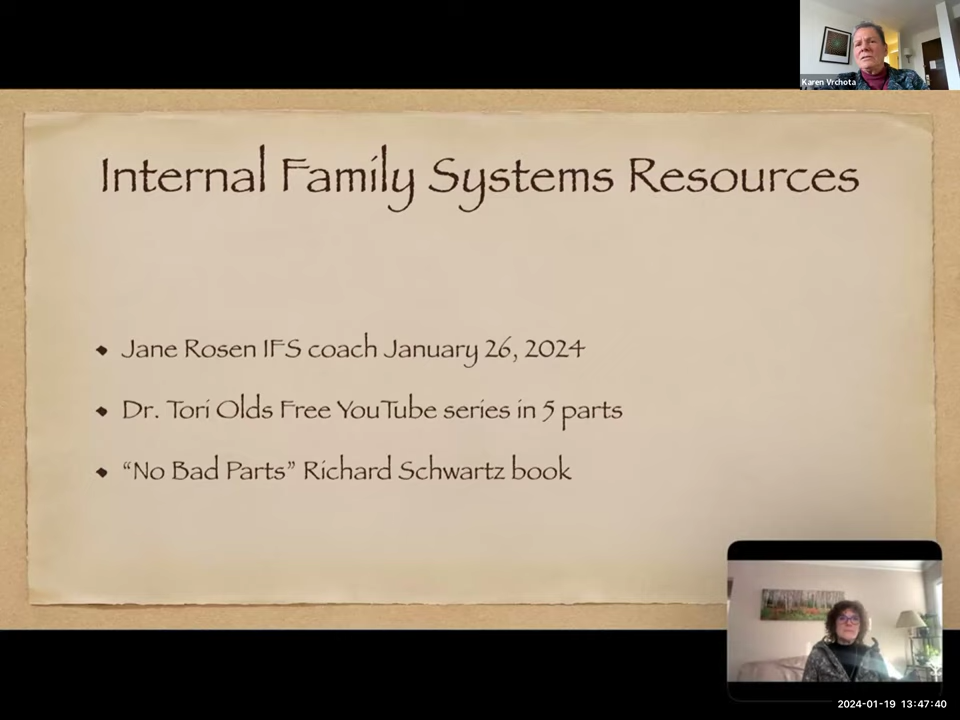 Karen Vrchota
Internal Family Systems Resources
• Jane Rosen IFS coach January 26, 2024
• Dr. Tori Olds Free YouTube series in 5 parts
• “No Bad Parts” Richard Schwartz book
2024-01-19 13:47:40